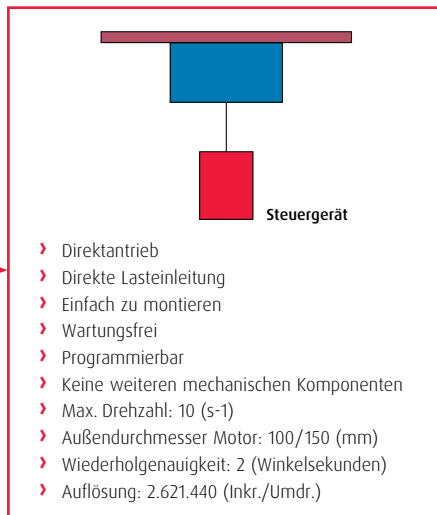 Steuergerät
› Direktantrieb
› Direkte Lasteinleitung
› Einfach zu montieren
› Wartungsfrei
› Programmierbar
› Keine weiteren mechanischen Komponenten
› Max. Drehzahl: 10 (s-1)
› Außendurchmesser Motor: 100/150 (mm)
› Wiederholgenauigkeit: 2 (Winkelsekunden)
› Auflösung: 2.621.440 (Inkr./Umdr.)